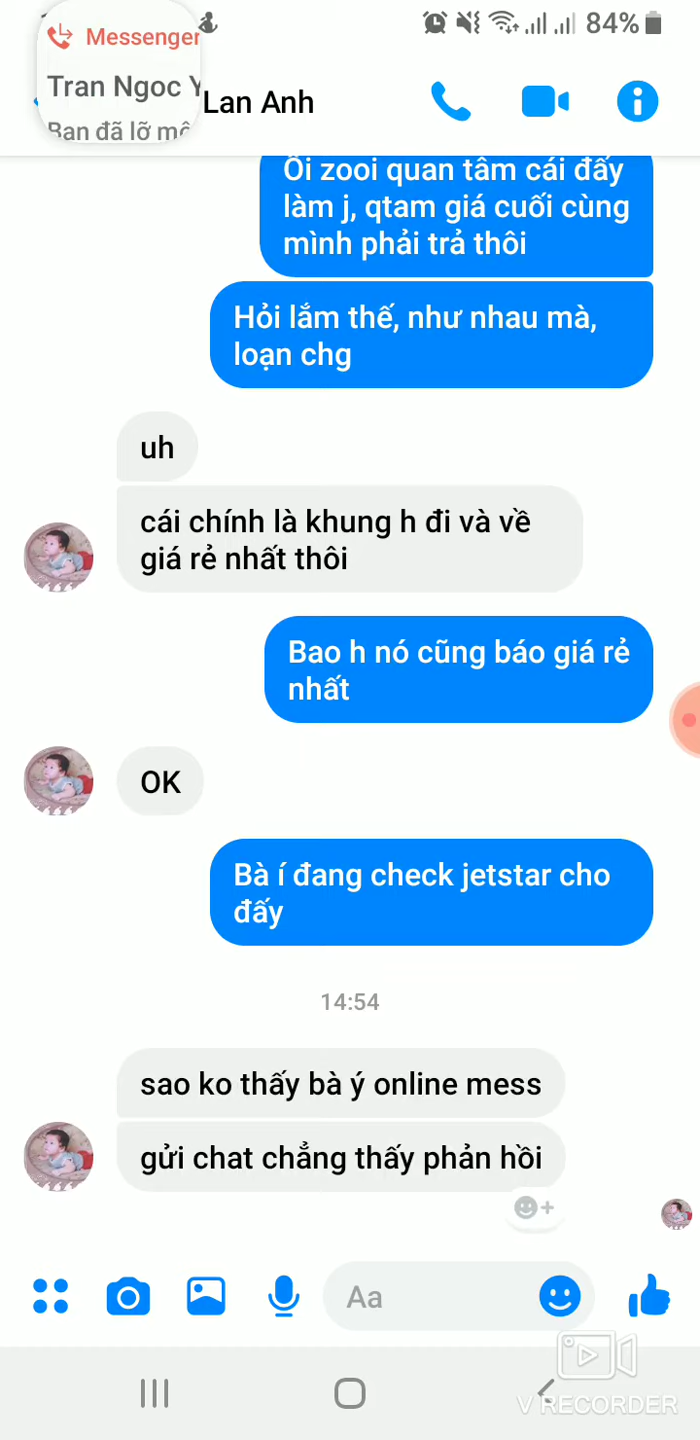 84%
Messenger
Tran Ngoc Y
Bạn đã lỡ
Lan Anh
Ôi zooi quan tâm cái đấy
làm j, qtam giá cuối cùng
mình phải trả thôi
Hỏi lắm thế, như nhau mà,
loạn chg
uh
cái chính là khung h đi và về
giá rẻ nhất thôi
Bao h nó cũng báo giá rẻ
nhất
OK
Bà í đang check jetstar cho
đấy
14:54
sao ko thấy bà ý online mess
gửi chat chẳng thấy phản hồi
Aa
V RECORDER